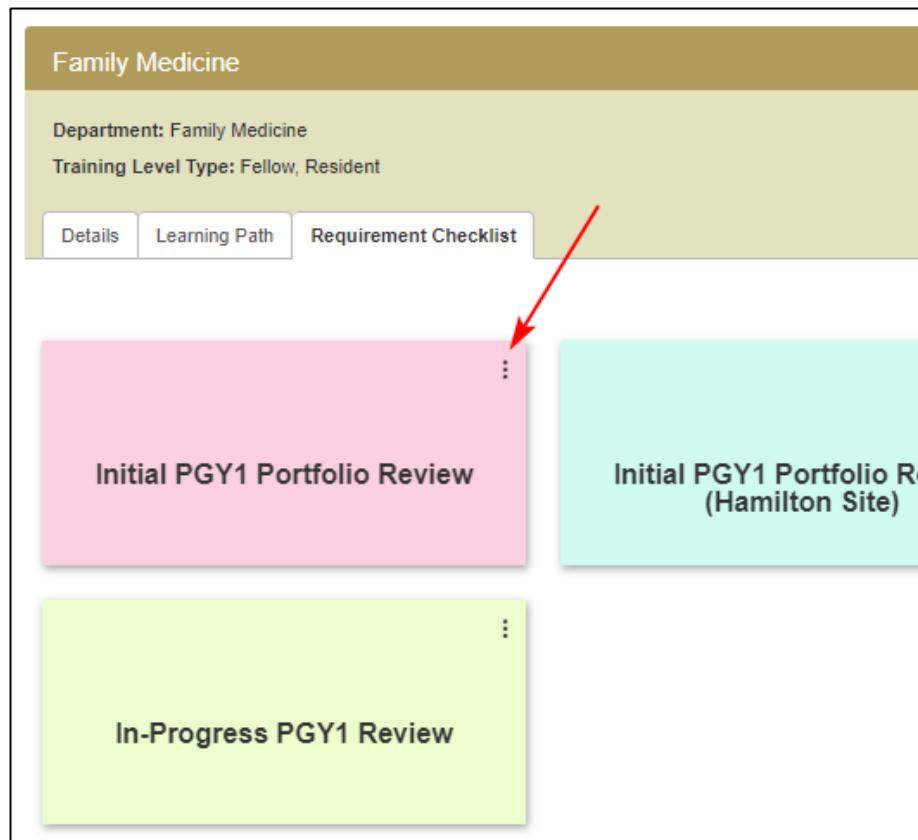 Family Medicine
Department: Family Medicine
Training Level Type: Fellow, Resident
Details Learning Path Requirement Checklist
Initial PGY1 Portfolio Review
Initial PGY1 Portfolio R
(Hamilton Site)
In-Progress PGY1 Review